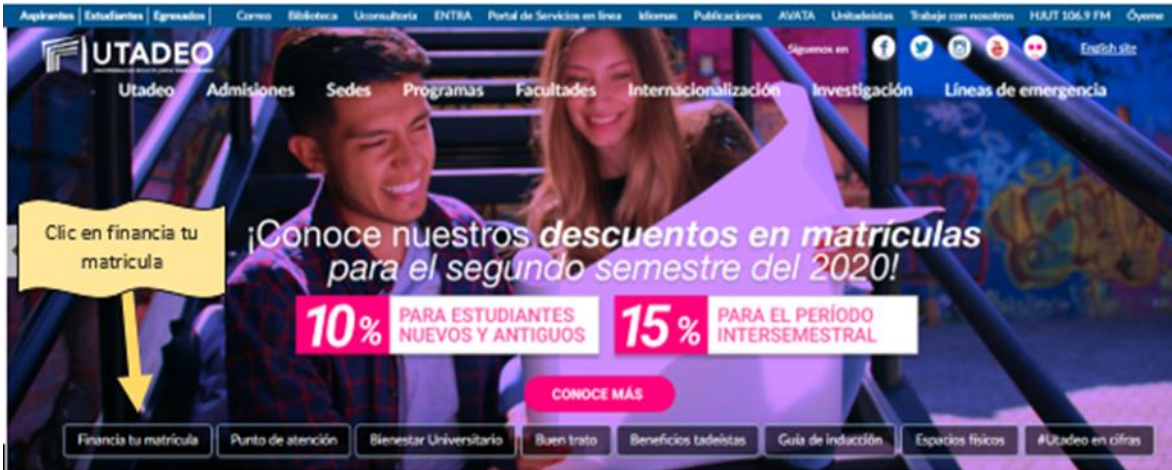 Aspirantes | Estudiantes | Egresados | Correo Biblioteca Uconsultoria ENTRA Portal de Servicios en línea Idiomas Publicaciones AVATA Unitadeístas Trabaje con nosotros HJUT 106.9 FM Óyeme
UTADEO
Síguenos en
English site
Utadeo Admisiones Sedes Programas Facultades Internacionalización Investigación Líneas de emergencia
Clic en financia tu
matricula
¡Conoce nuestros descuentos en matrículas
para el segundo semestre del 2020!
10% PARA ESTUDIANTES
NUEVOS Y ANTIGUOS
15% PARA EL PERÍODO
INTERSEMESTRAL
CONOCE MÁS
Financia tu matrícula Punto de atención Bienestar Universitario Buen trato Beneficios tadeístas Guía de inducción Espacios físicos #Utadeo en cifras